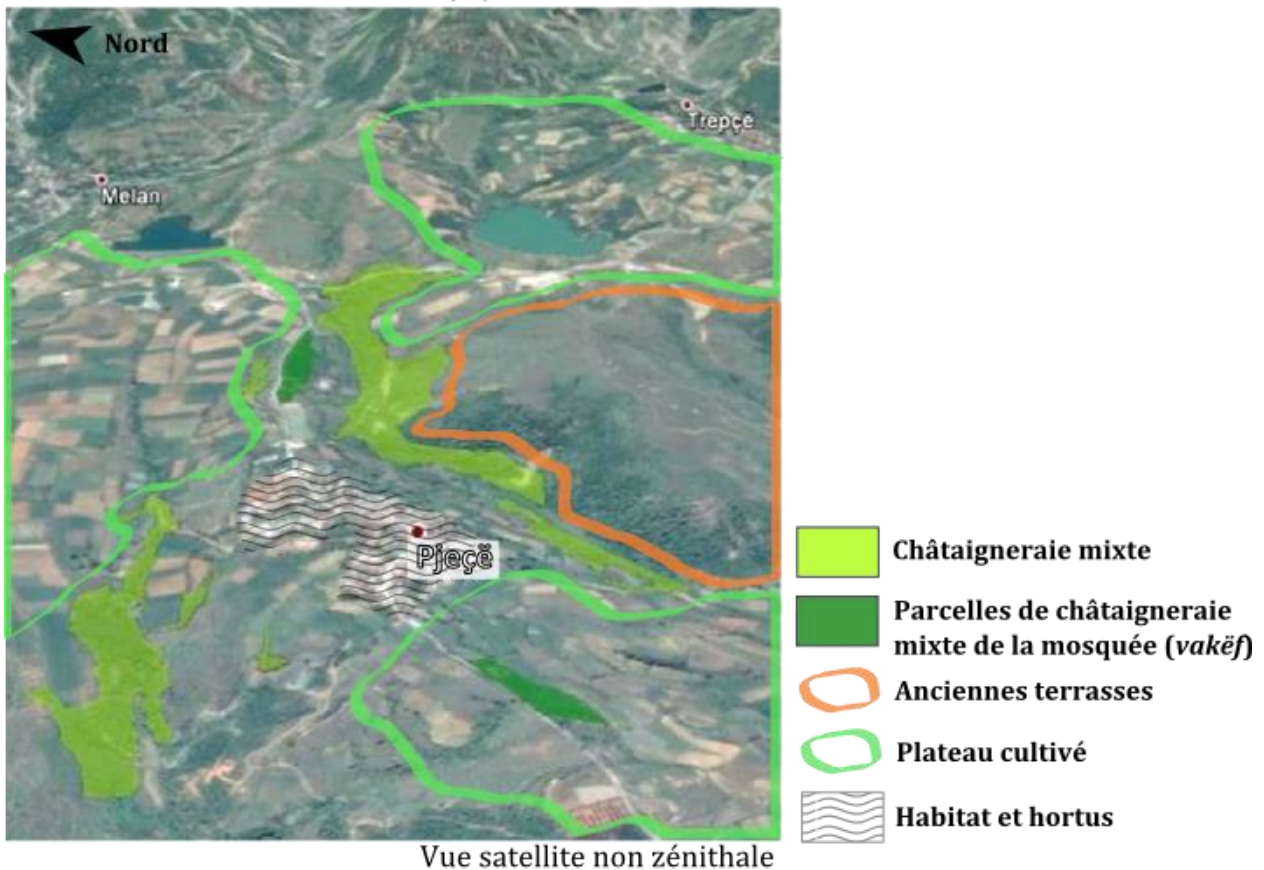 Nord
Trepçë
Melan
Pjeçë
Châtaigneraie mixte
Parcelles de châtaigneraie
mixte de la mosquée (vakëf)
Anciennes terrasses
Plateau cultivé
Habitat et hortus
Vue satellite non zénithale